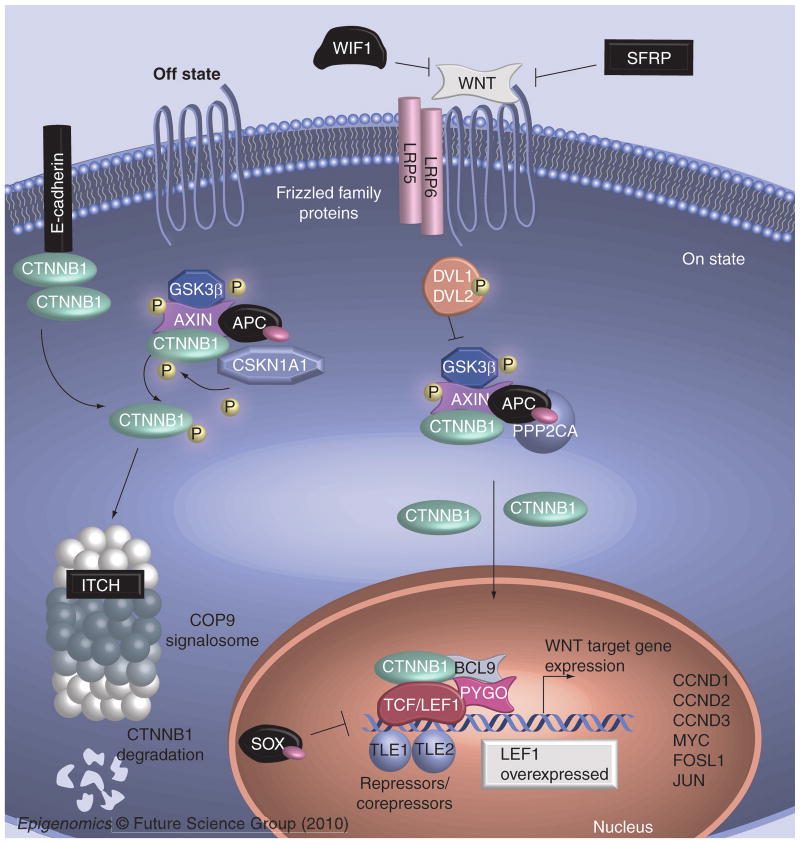 WIF1
SFRP
WNT
Off state
LRP5
LRP6
E-cadherin
Frizzled family
proteins
On state
CTNNB1
CTNNB1
GSK3β
P
P
AXIN
APC
CTNNB1
CSKN1A1
P
P
CTNNB1
P
DVL1
DVL2
P
GSK3β
P
P
AXIN
APC
CTNNB1
PPP2CA
CTNNB1
CTNNB1
ITCH
COP9
signalosome
CTNNB1
degradation
WNT target gene
expression
CTNNB1
BCL9
PYGO
TCF/LEF1
SOX
TLE1
TLE2
Repressors/
corepressors
LEF1
overexpressed
CCND1
CCND2
CCND3
MYC
FOSL1
JUN
Nucleus
Epigenomics © Future Science Group (2010)